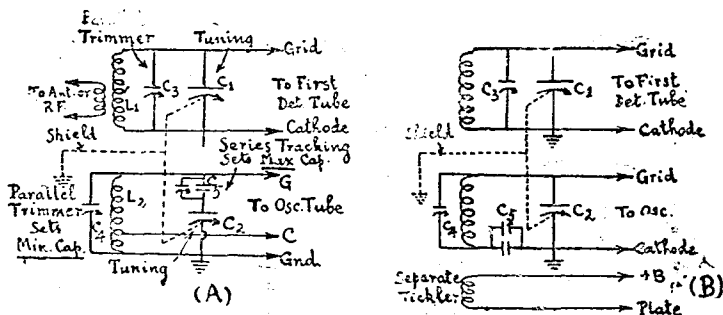 Trimmer
Tuning
Grid
C3
C1
To Ant. or
RF.
L1
To First
Det. Tube
Shield
Cathode
Series Tracking
Sets Max Cap.
G
Parallel
Trimmer
Sets
Min. Cap.
C4
L2
C5
C2
To Osc. Tube
C
Tuning
Gnd.
(A)
Grid
C3
C1
To First
Det. Tube
Shield
Cathode
Grid
C4
C5
C2
To Osc.
Cathode
Separate
Tickler
+B
Plate
(B)